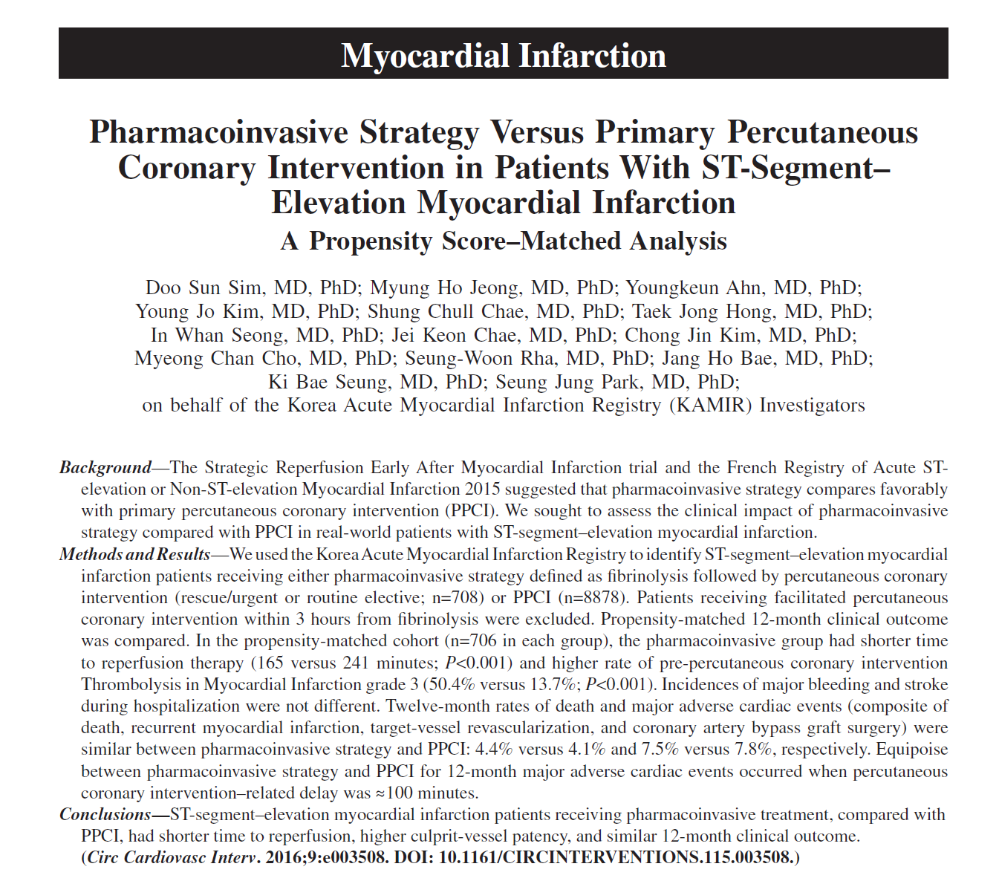 Myocardial Infarction
Pharmacoinvasive Strategy Versus Primary Percutaneous
Coronary Intervention in Patients With ST-Segment–
Elevation Myocardial Infarction
A Propensity Score–Matched Analysis
Doo Sun Sim, MD, PhD; Myung Ho Jeong, MD, PhD; Youngkeun Ahn, MD, PhD;
Young Jo Kim, MD, PhD; Shung Chull Chae, MD, PhD; Taek Jong Hong, MD, PhD;
In Whan Seong, MD, PhD; Jei Keon Chae, MD, PhD; Chong Jin Kim, MD, PhD;
Myeong Chan Cho, MD, PhD; Seung-Woon Rha, MD, PhD; Jang Ho Bae, MD, PhD;
Ki Bae Seung, MD, PhD; Seung Jung Park, MD, PhD;
on behalf of the Korea Acute Myocardial Infarction Registry (KAMIR) Investigators
Background—The Strategic Reperfusion Early After Myocardial Infarction trial and the French Registry of Acute ST-
elevation or Non-ST-elevation Myocardial Infarction 2015 suggested that pharmacoinvasive strategy compares favorably
with primary percutaneous coronary intervention (PPCI). We sought to assess the clinical impact of pharmacoinvasive
strategy compared with PPCI in real-world patients with ST-segment–elevation myocardial infarction.
Methods and Results—We used the Korea Acute Myocardial Infarction Registry to identify ST-segment–elevation myocardial
infarction patients receiving either pharmacoinvasive strategy defined as fibrinolysis followed by percutaneous coronary
intervention (rescue/urgent or routine elective; n=708) or PPCI (n=8878). Patients receiving facilitated percutaneous
coronary intervention within 3 hours from fibrinolysis were excluded. Propensity-matched 12-month clinical outcome
was compared. In the propensity-matched cohort (n=706 in each group), the pharmacoinvasive group had shorter time
to reperfusion therapy (165 versus 241 minutes; P<0.001) and higher rate of pre-percutaneous coronary intervention
Thrombolysis in Myocardial Infarction grade 3 (50.4% versus 13.7%; P<0.001). Incidences of major bleeding and stroke
during hospitalization were not different. Twelve-month rates of death and major adverse cardiac events (composite of
death, recurrent myocardial infarction, target-vessel revascularization, and coronary artery bypass graft surgery) were
similar between pharmacoinvasive strategy and PPCI: 4.4% versus 4.1% and 7.5% versus 7.8%, respectively. Equipoise
between pharmacoinvasive strategy and PPCI for 12-month major adverse cardiac events occurred when percutaneous
coronary intervention–related delay was ≈100 minutes.
Conclusions—ST-segment–elevation myocardial infarction patients receiving pharmacoinvasive treatment, compared with
PPCI, had shorter time to reperfusion, higher culprit-vessel patency, and similar 12-month clinical outcome.
(Circ Cardiovasc Interv. 2016;9:e003508. DOI: 10.1161/CIRCINTERVENTIONS.115.003508.)